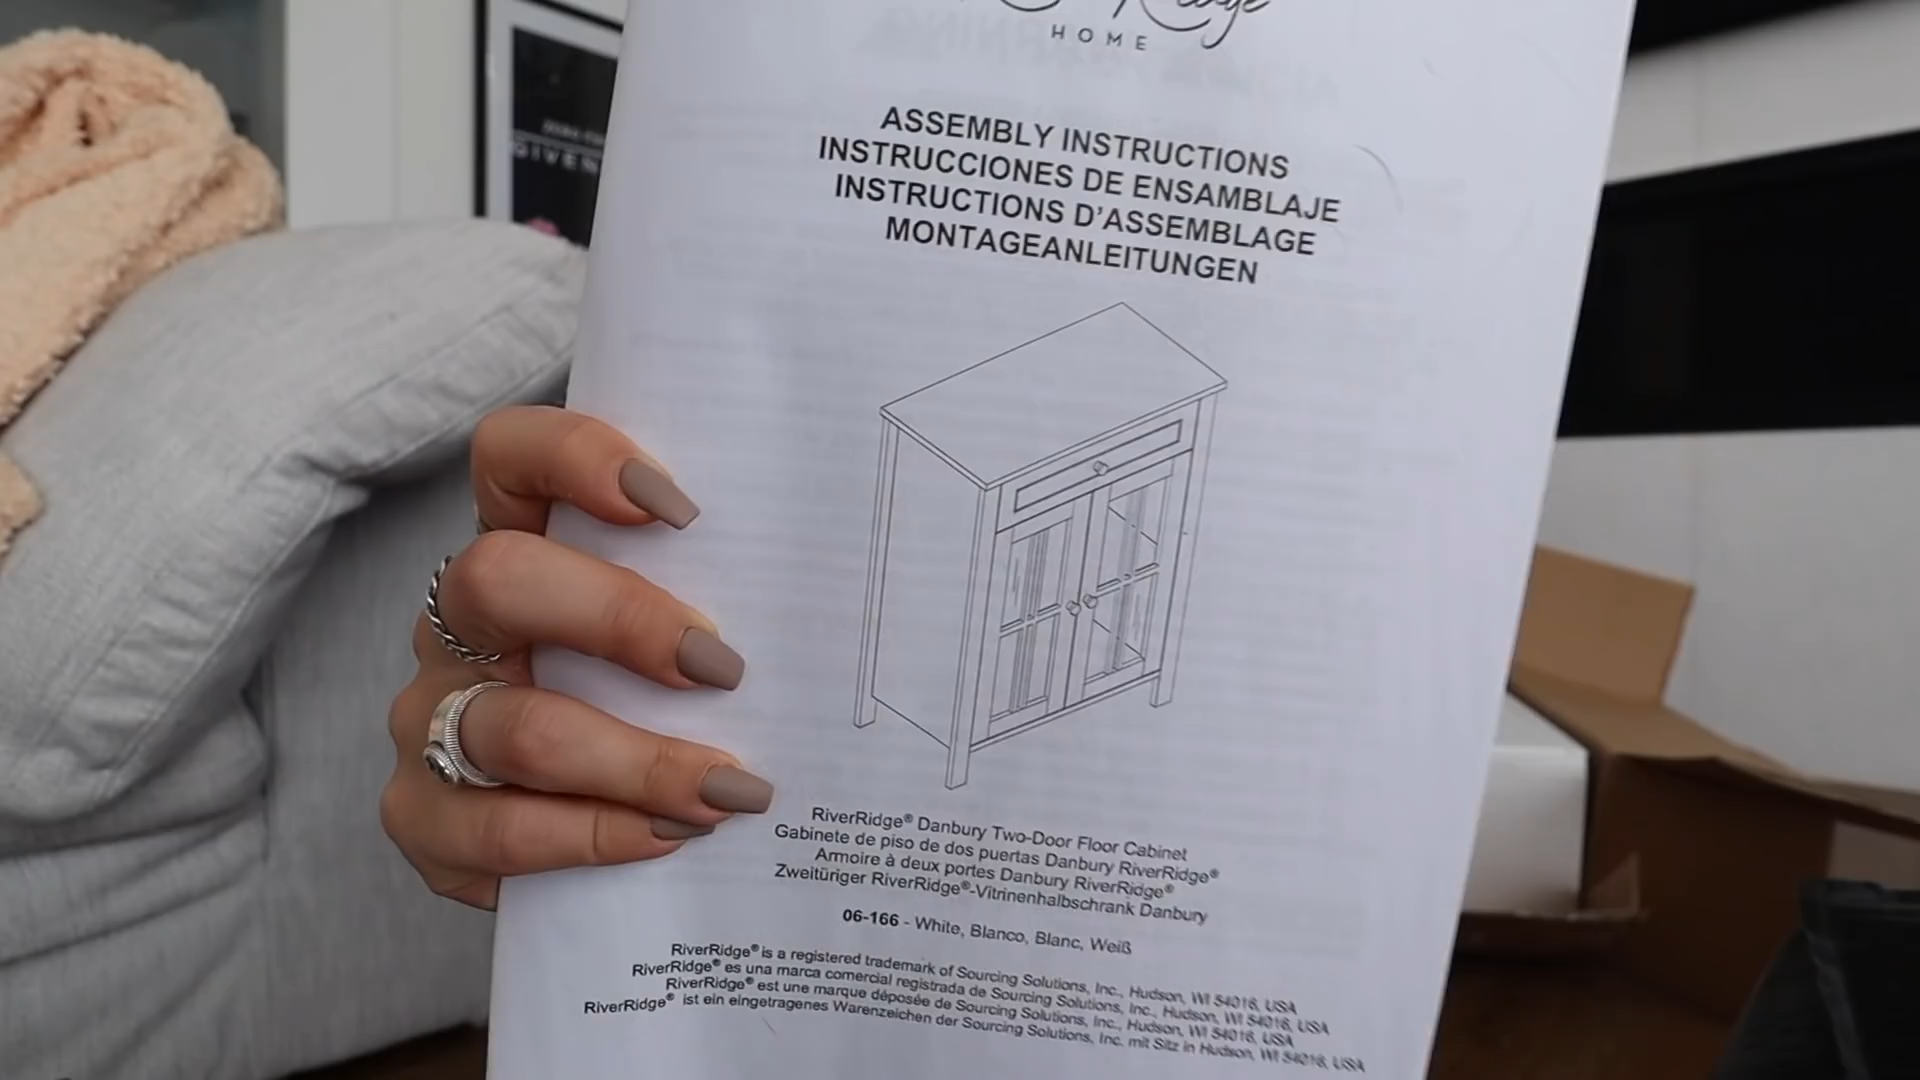 Ridge
HOME
ASSEMBLY INSTRUCTIONS
INSTRUCCIONES DE ENSAMBLAJE
INSTRUCTIONS D'ASSEMBLAGE
MONTAGEANLEITUNGEN
RiverRidge® Danbury Two-Door Floor Cabinet
Gabinete de piso de dos puertas Danbury RiverRidge®
Armoire à deux portes Danbury RiverRidge®
Zweitüriger RiverRidge®-Vitrinenhalbschrank Danbury
06-166 - White, Blanco, Blanc, Weiß
RiverRidge® is a registered trademark of Sourcing Solutions, Inc., Hudson, WI 54016, USA
RiverRidge® es una marca comercial registrada de Sourcing Solutions, Inc., Hudson, WI 54016, USA
RiverRidge® est une marque déposée de Sourcing Solutions, Inc., Hudson, WI 54016, USA
RiverRidge® ist ein eingetragenes Warenzeichen der Sourcing Solutions, Inc. mit Sitz in Hudson, WI 54016, USA